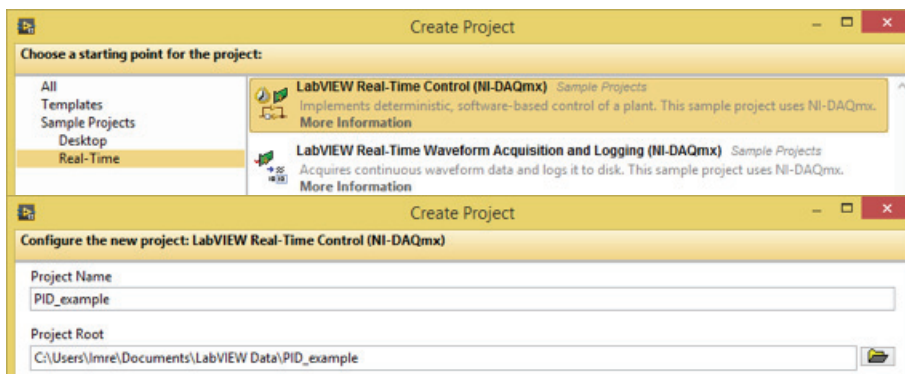 Create Project
Choose a starting point for the project:
All
Templates
Sample Projects
Desktop
Real-Time
LabVIEW Real-Time Control (NI-DAQmx) Sample Projects
Implements deterministic, software-based control of a plant. This sample project uses NI-DAQmx.
More Information
LabVIEW Real-Time Waveform Acquisition and Logging (NI-DAQmx) Sample Projects
Acquires continuous waveform data and logs it to disk. This sample project uses NI-DAQmx.
More Information
Create Project
Configure the new project: LabVIEW Real-Time Control (NI-DAQmx)
Project Name
PID_example
Project Root
C:\Users\Imre\Documents\LabVIEW Data\PID_example